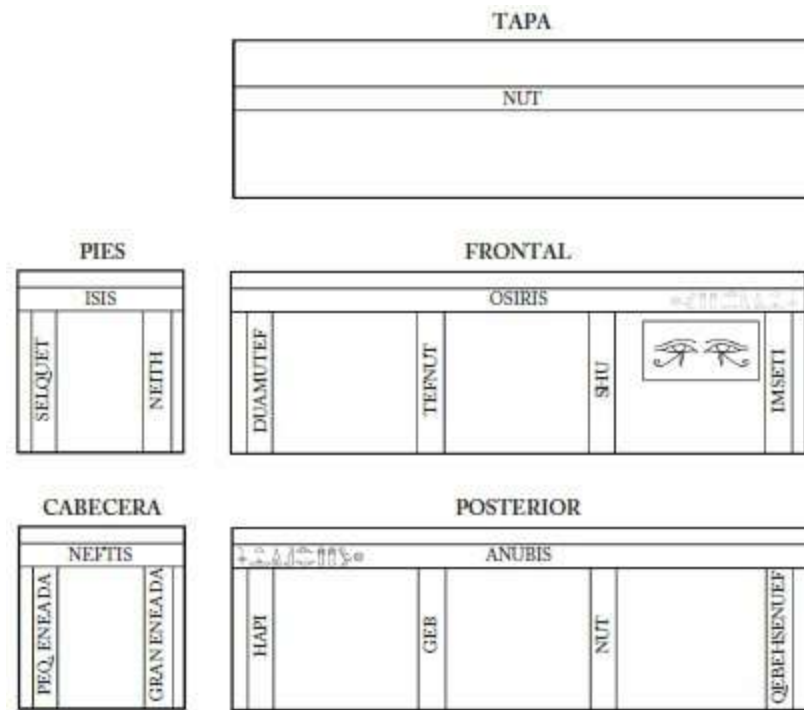 TAPA
NUT
PIES
FRONTAL
ISIS
OSIRIS
SELQUET
NEITH
DUAMUTEF
TEFNUT
SHU
IMSETI
CABECERA
POSTERIOR
NEFTIS
ANUBIS
PEQ. ENEADA
GRAN ENEADA
HAPI
GEB
NUT
QEBEHSENUEF